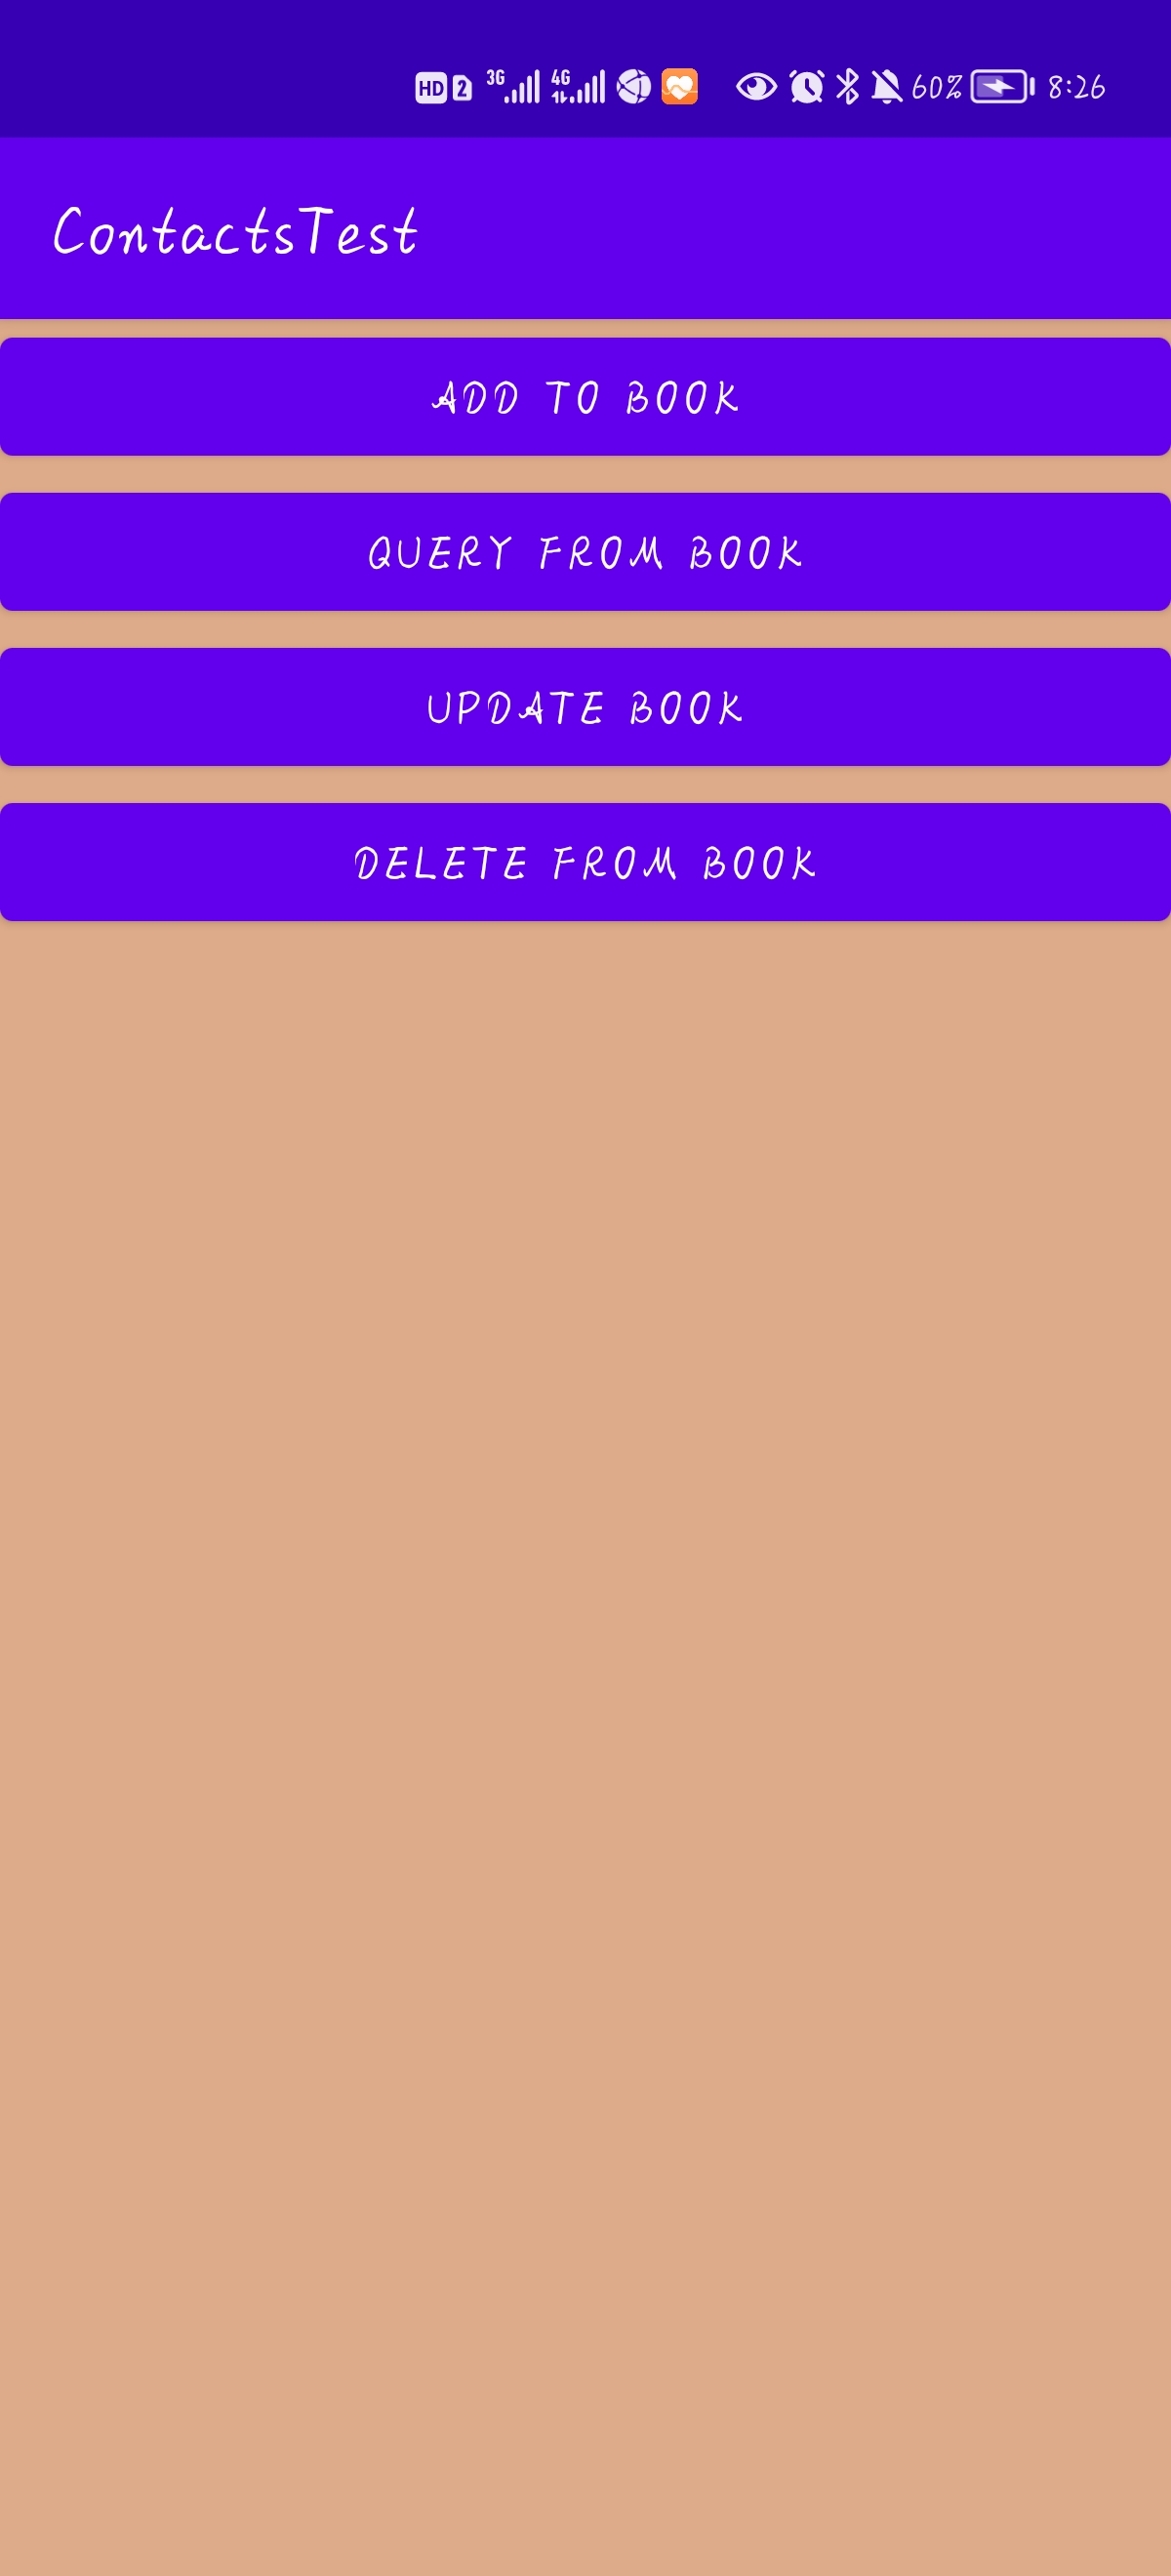 HD 2 3G 4G 60% 8:26
ContactsTest
ADD TO BOOK
QUERY FROM BOOK
UPDATE BOOK
DELETE FROM BOOK